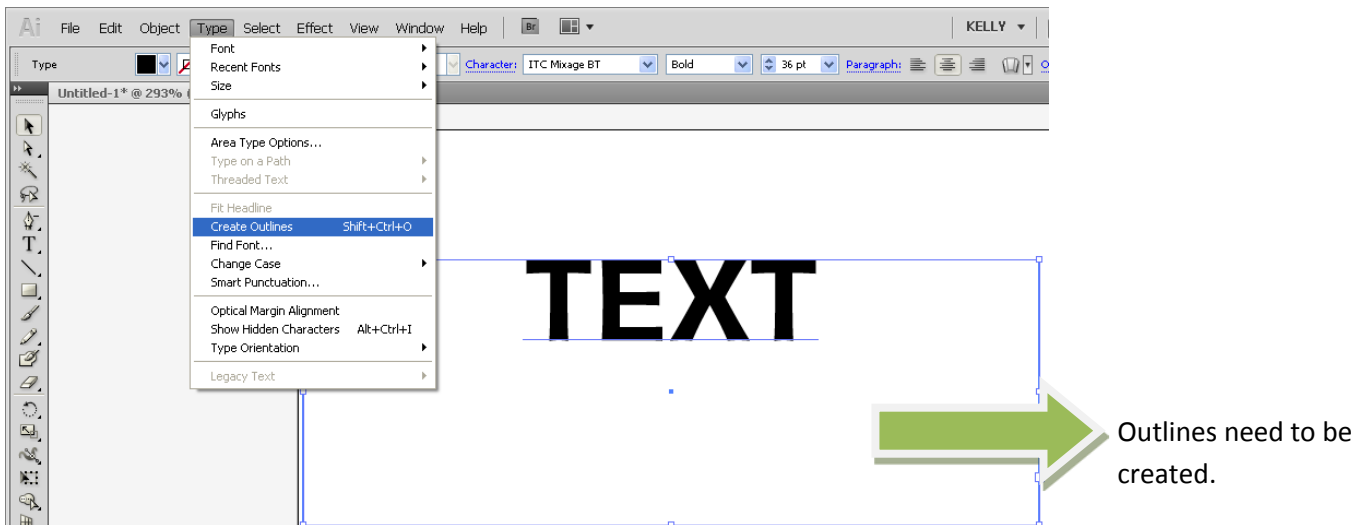 Ai File Edit Object Type Select Effect View Window Help Br KELLY
Type Character: ITC Mixage BT Bold 36 pt Paragraph:
Untitled-1* @ 293%
Font
Recent Fonts
Size
Glyphs
Area Type Options...
Type on a Path
Threaded Text
Fit Headline
Create Outlines Shift+Ctrl+O
Find Font...
Change Case
Smart Punctuation...
Optical Margin Alignment
Show Hidden Characters Alt+Ctrl+I
Type Orientation
Legacy Text
TEXT
Outlines need to be
created.